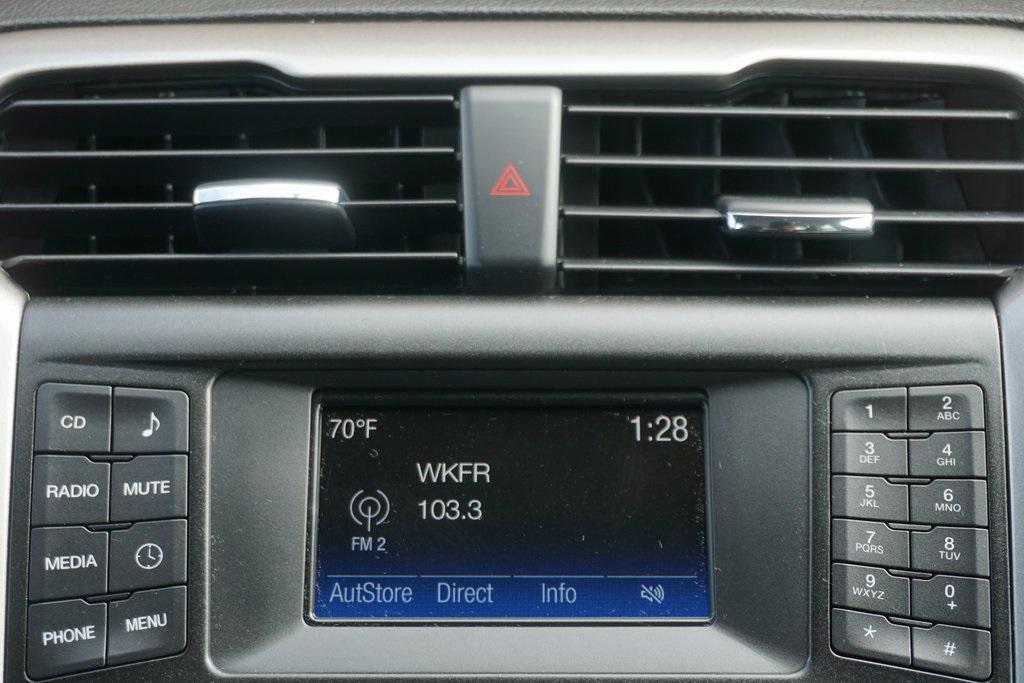 CD
RADIO MUTE
MEDIA
PHONE MENU
70°F 1:28
WKFR
103.3
FM 2
AutStore Direct Info
1 2 ABC
3 DEF 4 GHI
5 JKL 6 MNO
7 PQRS 8 TUV
9 WXYZ 0 +
* #